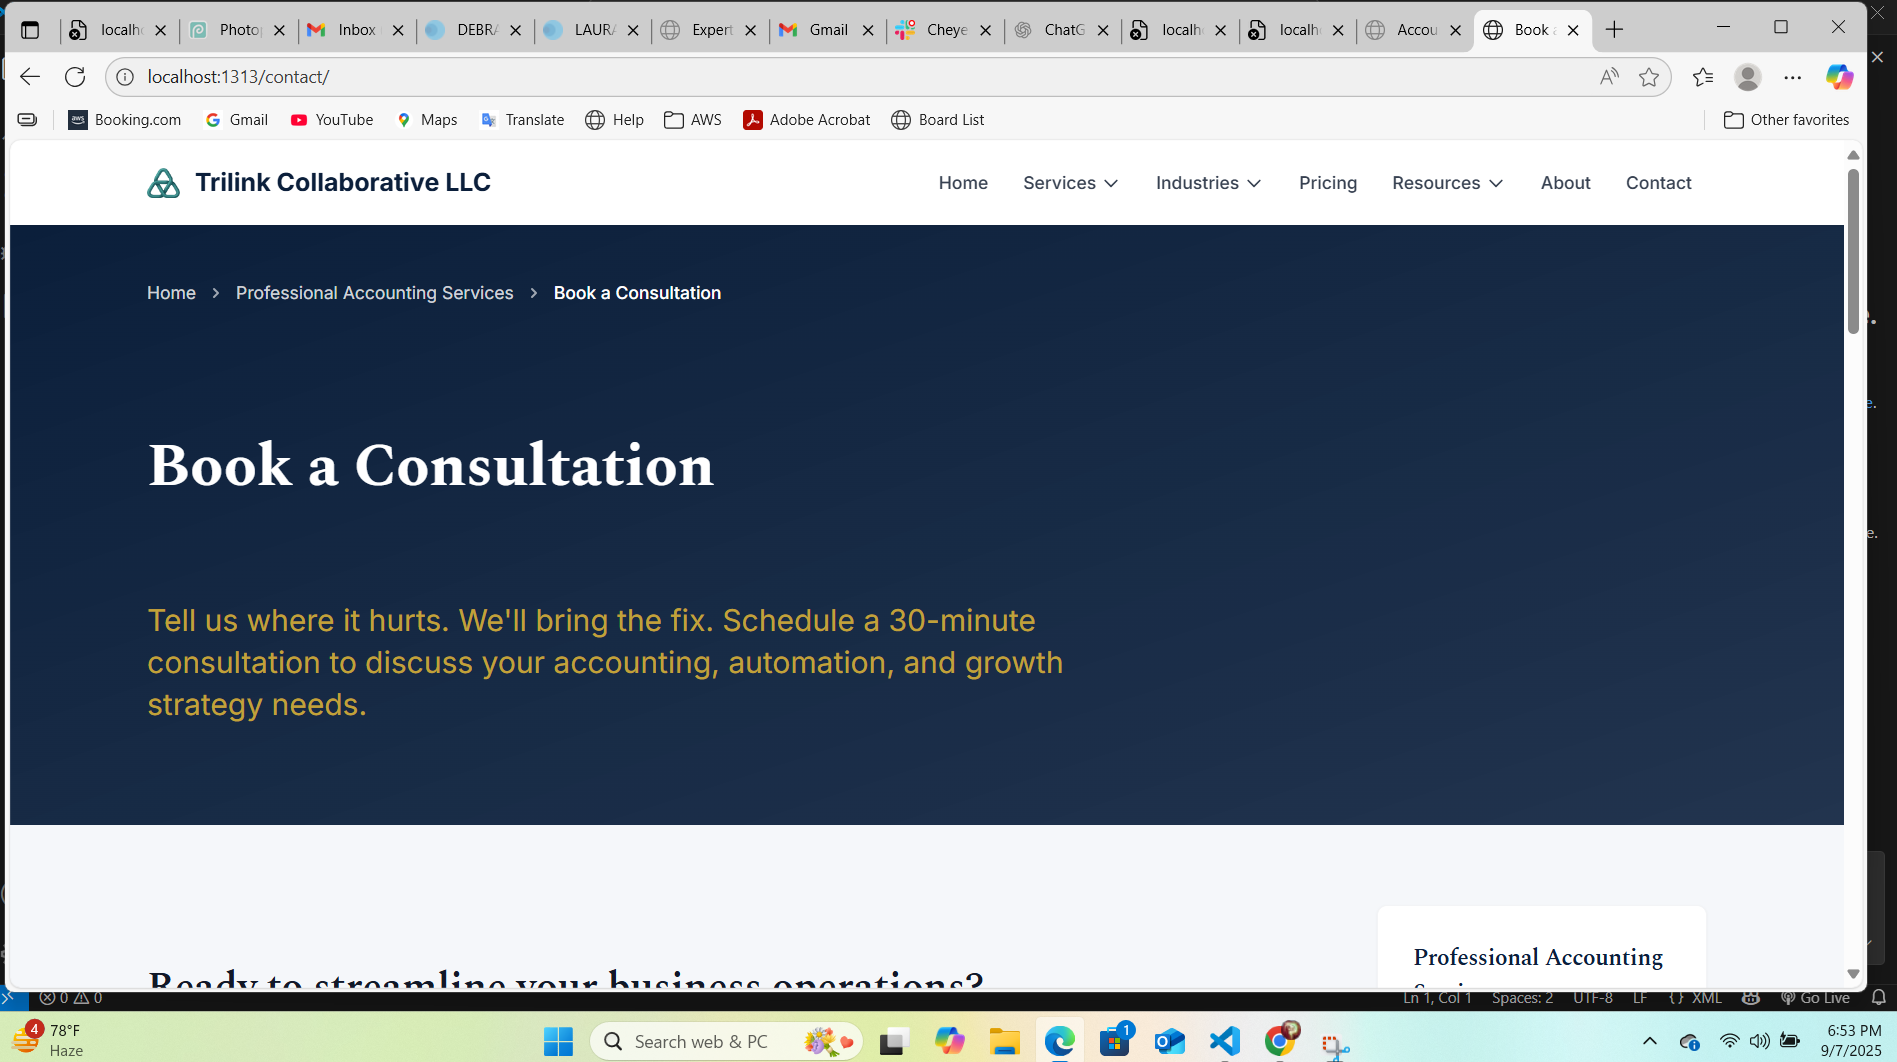 localh
Photop
Inbox
DEBRA
LAURA
Expert
Gmail
Cheye
ChatG
localh
localh
Accou
Book a
localhost:1313/contact/
Booking.com
Gmail
YouTube
Maps
Translate
Help
AWS
Adobe Acrobat
Board List
Other favorites
Trilink Collaborative LLC
Home
Services
Industries
Pricing
Resources
About
Contact
Home > Professional Accounting Services > Book a Consultation
Book a Consultation
Tell us where it hurts. We'll bring the fix. Schedule a 30-minute
consultation to discuss your accounting, automation, and growth
strategy needs.
Ready to streamline your business operations?
Professional Accounting
0 0
Ln 1, Col 1
Spaces: 2
UTF-8
LF
{ } XML
Go Live
4
78°F
Haze
Search web & PC
1
6:53 PM
9/7/2025